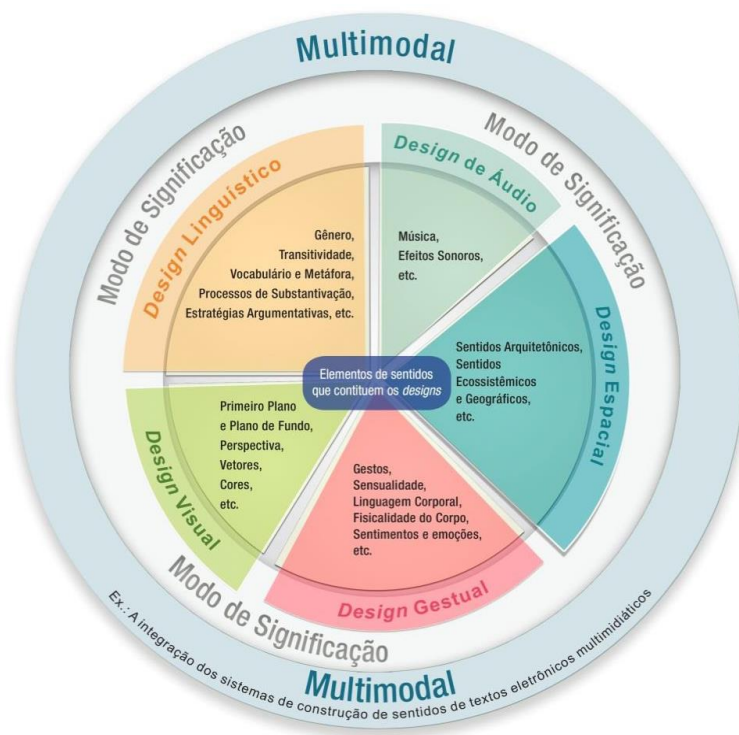 Multimodal
Modo de Significação
Modo de Significação
Design Linguístico
Gênero,
Transitividade,
Vocabulário e Metáfora,
Processos de Substantivação,
Estratégias Argumentativas, etc.
Design de Áudio
Música,
Efeitos Sonoros,
etc.
Design Espacial
Sentidos Arquitetônicos,
Sentidos
Ecossistêmicos
e Geográficos,
etc.
Elementos de sentidos
que contituem os designs
Design Visual
Primeiro Plano
e Plano de Fundo,
Perspectiva,
Vetores,
Cores,
etc.
Design Gestual
Gestos,
Sensualidade,
Linguagem Corporal,
Fisicalidade do Corpo,
Sentimentos e emoções,
etc.
Modo de Significação
Multimodal
Ex.: A integração dos sistemas de construção de sentidos de textos eletrônicos multimidiáticos